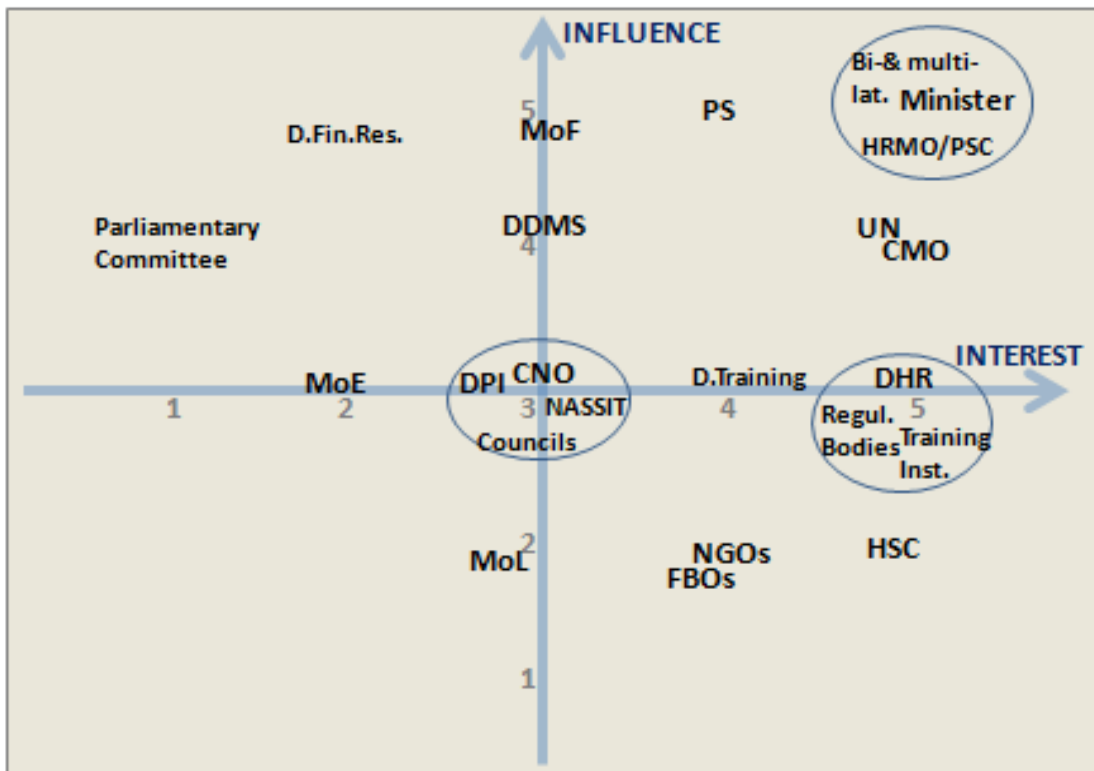 INFLUENCE
Bi-& multi-
lat. Minister
HRMO/PSC
5
PS
MoF
D.Fin.Res.
Parliamentary
Committee
DDMS
4
UN
CMO
INTEREST
MoE
DPI
CNO
D.Training
DHR
1
2
3
NASSIT
4
Regul.
Bodies
5
Training
Inst.
Councils
2
MoL
NGOs
FBOs
HSC
1